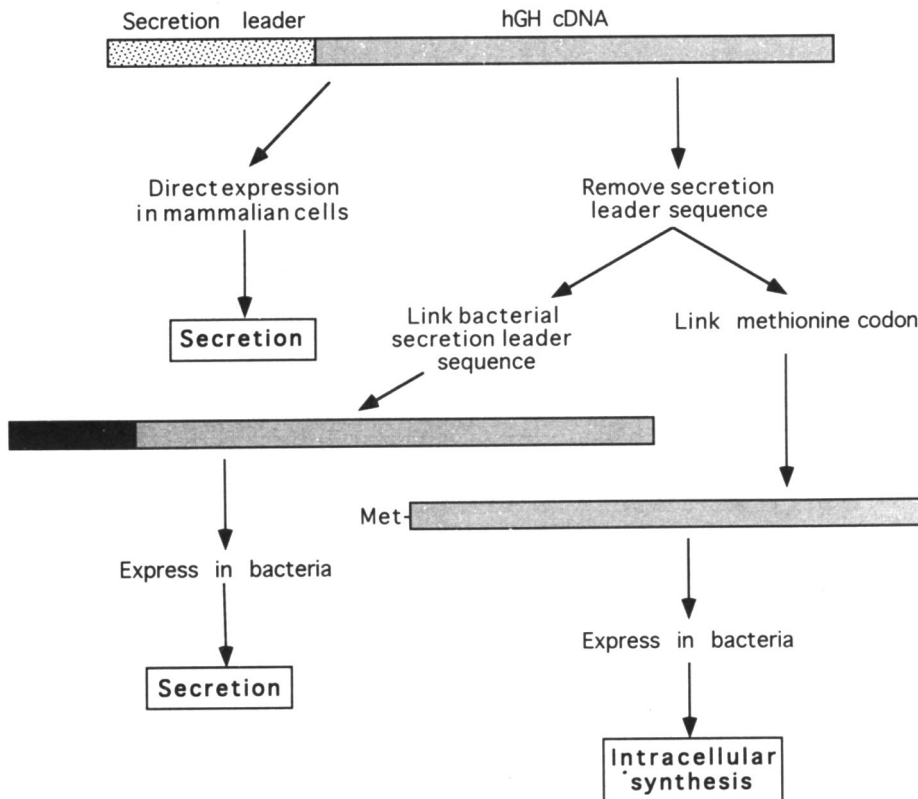 Secretion leader
hGH cDNA
Direct expression
in mammalian cells
Remove secretion
leader sequence
Secretion
Link bacterial
secretion leader
sequence
Link methionine codon
Met-
Express in bacteria
Express in bacteria
Secretion
Intracellular
synthesis